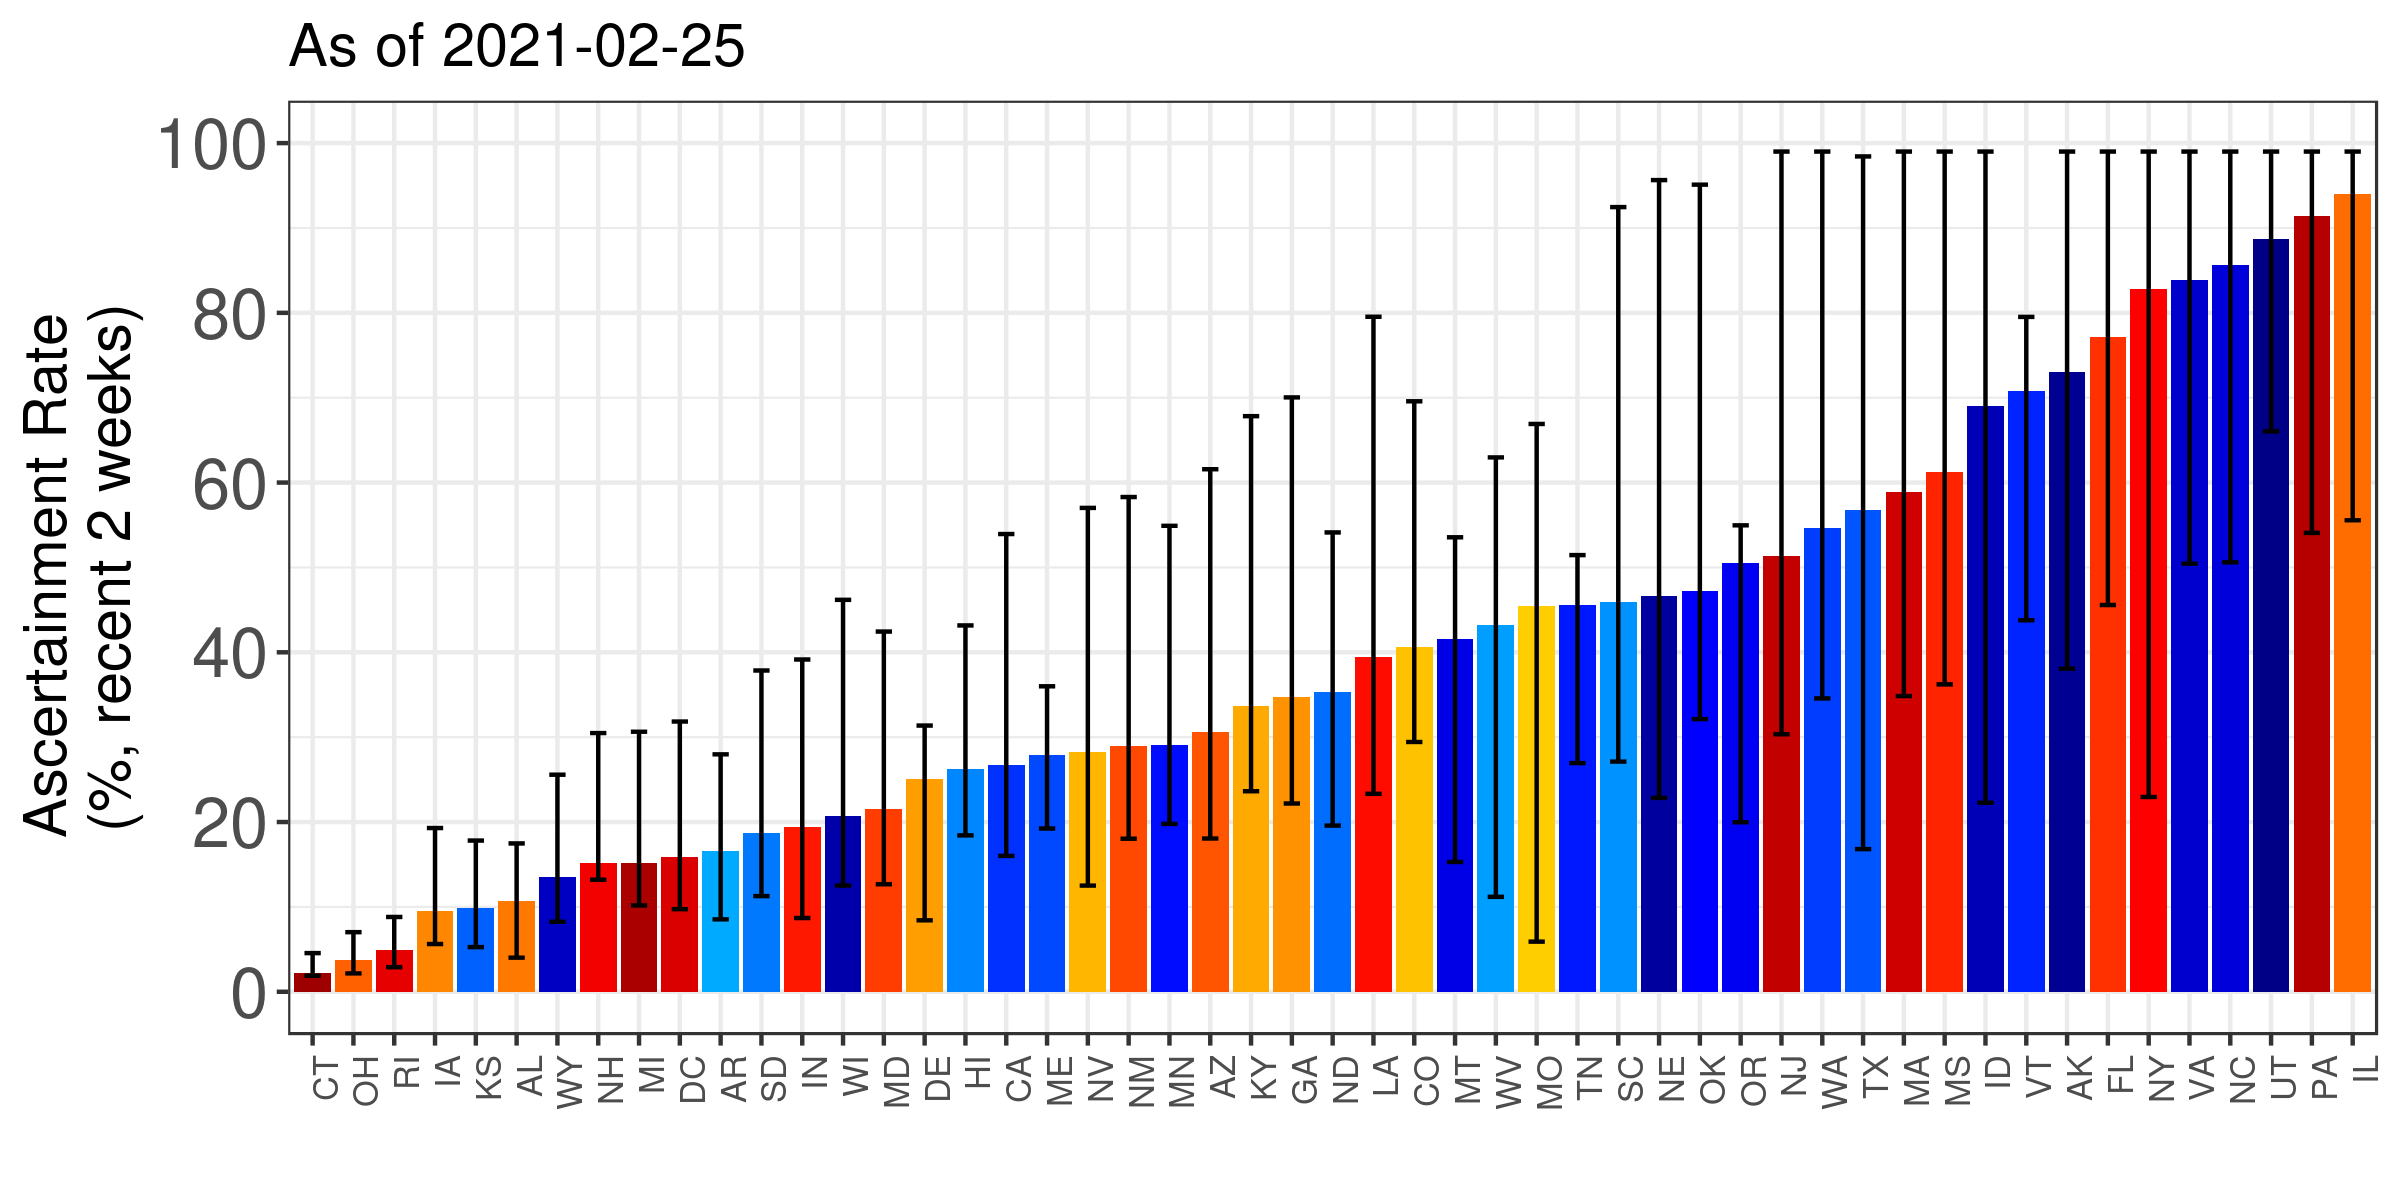 As of 2021-02-25
Ascertainment Rate
(%, recent 2 weeks)
100
80
60
40
20
0
CT OH RI IA KS AL WY NH MI DC AR SD IN WI MD DE HI CA ME NV NM MN AZ KY GA ND LA CO MT WV MO TN SC NE OK OR NJ WA TX MA MS ID VT AK FL NY VA NC UT PA IL